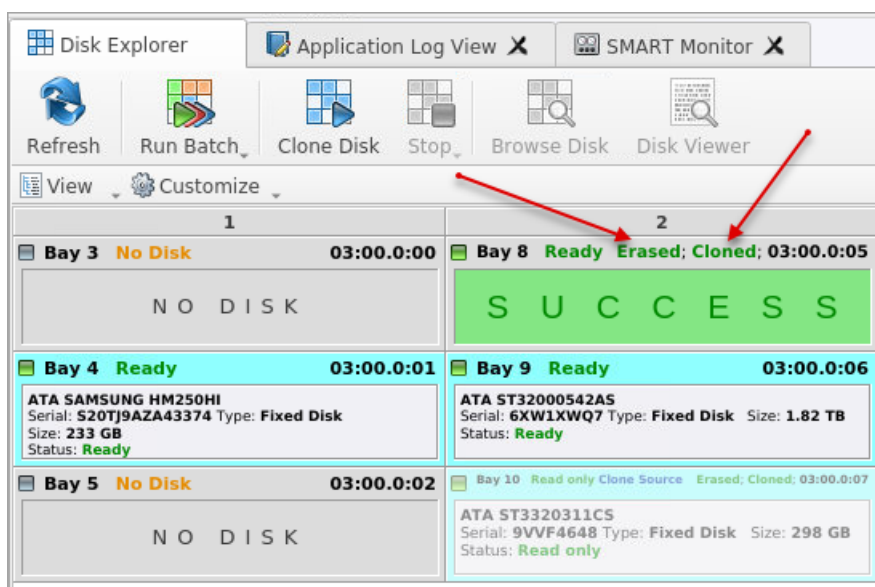 Disk Explorer Application Log View SMART Monitor
Refresh Run Batch Clone Disk Stop Browse Disk Disk Viewer
View Customize
1 2
Bay 3 No Disk 03:00.0:00
NO DISK
Bay 8 Ready Erased; Cloned; 03:00.0:05
SUCCESS
Bay 4 Ready 03:00.0:01
ATA SAMSUNG HM250HI
Serial: S20TJ9AZA43374 Type: Fixed Disk
Size: 233 GB
Status: Ready
Bay 9 Ready 03:00.0:06
ATA ST32000542AS
Serial: 6XW1XWQ7 Type: Fixed Disk Size: 1.82 TB
Status: Ready
Bay 5 No Disk 03:00.0:02
NO DISK
Bay 10 Read only Clone Source Erased; Cloned; 03:00.0:07
ATA ST3320311CS
Serial: 9VVF4648 Type: Fixed Disk Size: 298 GB
Status: Read only